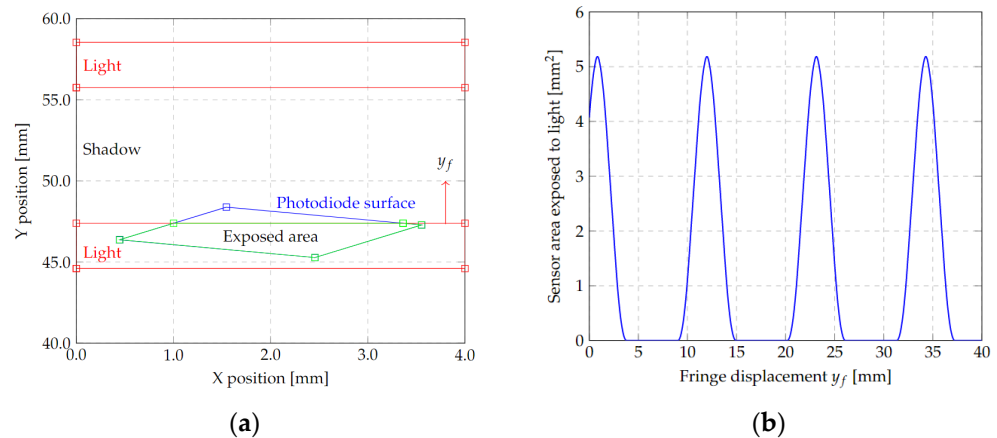 60.0
55.0
50.0
45.0
40.0
Y position [mm]
Light
Shadow
y_f
Photodiode surface
Exposed area
Light
0.0 1.0 2.0 3.0 4.0
X position [mm]
(a)
6
5
4
3
2
1
0
Sensor area exposed to light [mm²]
0 5 10 15 20 25 30 35 40
Fringe displacement y_f [mm]
(b)